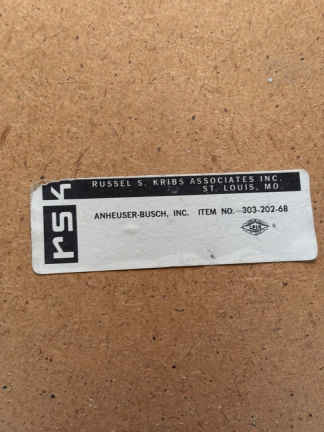 rsk
RUSSEL S. KRIBS ASSOCIATES INC.
ST. LOUIS, MO
ANHEUSER-BUSCH, INC. ITEM NO. 303-202-68